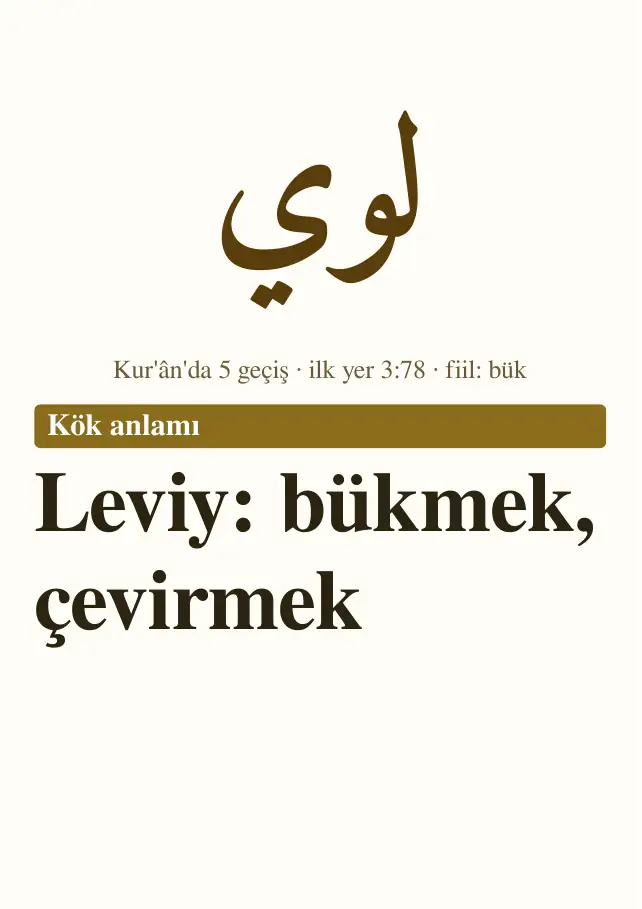 لوي
Kur'ân'da 5 geçiş · ilk yer 3:78 · fiil: bük
Kök anlamı
Leviy: bükmek,
çevirmek